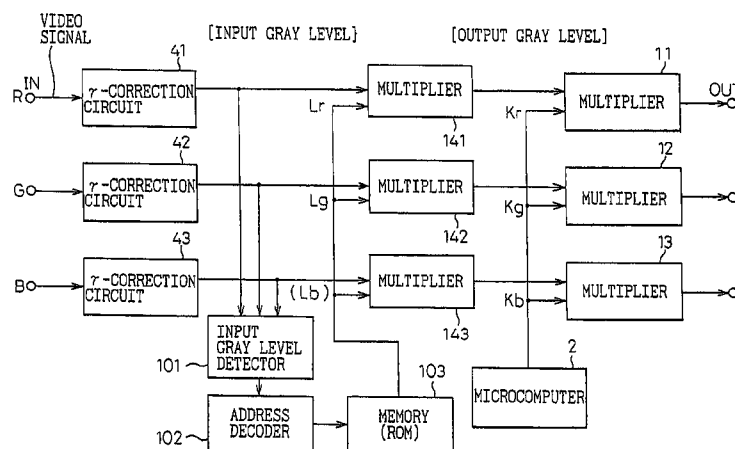 VIDEO
SIGNAL
[INPUT GRAY LEVEL}
[OUTPUT GRAY LEVEL]
IN
R
41
γ-CORRECTION
CIRCUIT
Lr
MULTIPLIER
141
Kr
11
MULTIPLIER
OUT
G
42
γ-CORRECTION
CIRCUIT
Lg
MULTIPLIER
142
Kg
12
MULTIPLIER
B
43
γ-CORRECTION
CIRCUIT
(Lb)
MULTIPLIER
143
Kb
13
MULTIPLIER
INPUT
GRAY LEVEL
DETECTOR
101
ADDRESS
DECODER
102
103
MEMORY
(ROM)
2
MICROCOMPUTER